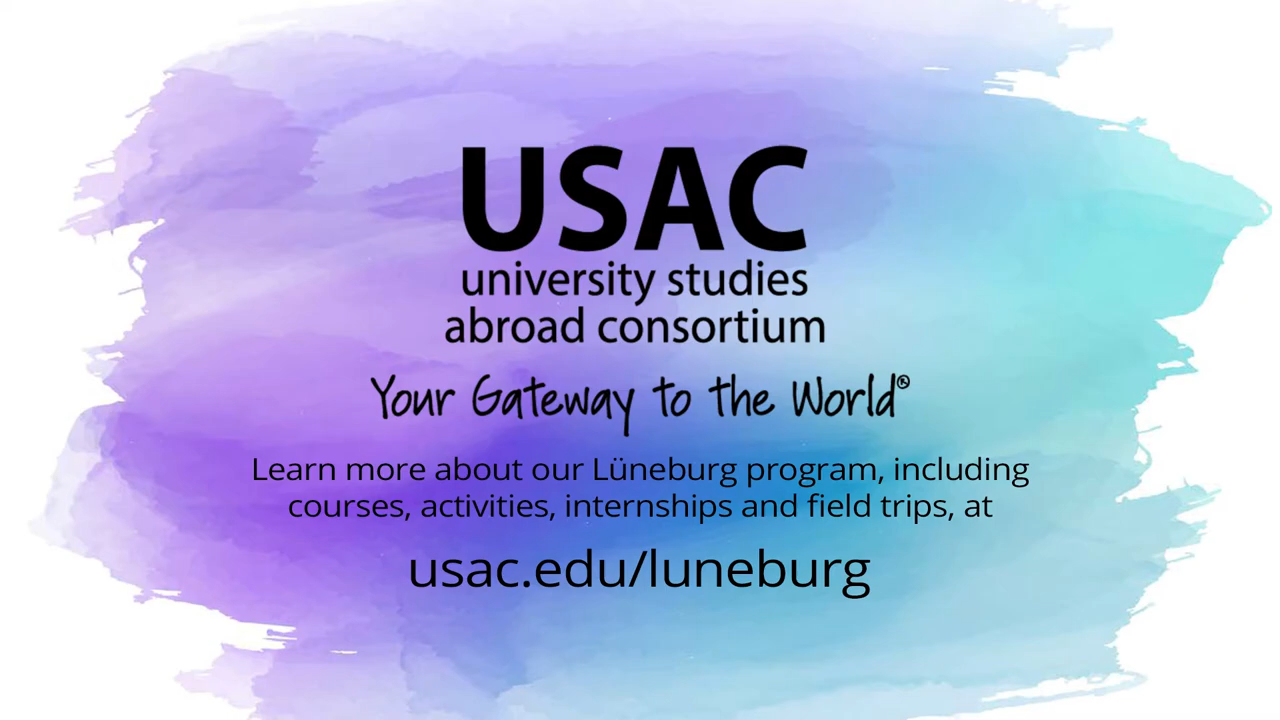 USAC
university studies
abroad consortium
Your Gateway to the World®
Learn more about our Lüneburg program, including
courses, activities, internships and field trips, at
usac.edu/luneburg